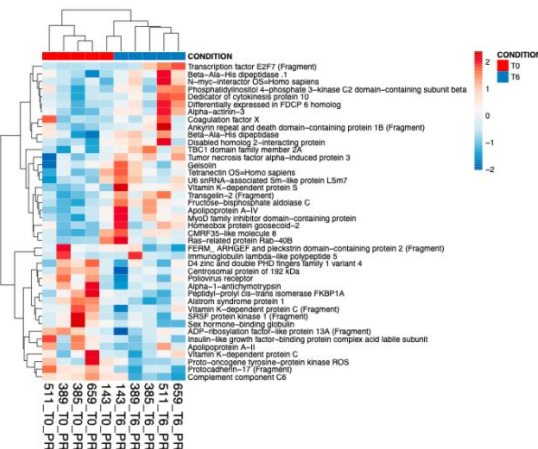 CONDITION
Transcription factor E2F7 (Fragment)
Beta-Ala-His dipeptidase .1
N-myc-interactor OS=Homo sapiens
Phosphatidylinositol 4-phosphate 3-kinase C2 domain-containing subunit beta
Dedicator of cytokinesis protein 10
Differentially expressed in FDCP 6 homolog
Alpha-actinin-3
Coagulation factor X
Ankyrin repeat and death domain-containing protein 1B (Fragment)
Beta-Ala-His dipeptidase
Disabled homolog 2-interacting protein
TBC1 domain family member 2A
Tumor necrosis factor alpha-induced protein 3
Gelsolin
Tetranectin OS=Homo sapiens
U6 snRNA-associated Sm-like protein LSm7
Vitamin K-dependent protein S
Transgelin-2 (Fragment)
Fructose-bisphosphate aldolase C
Apolipoprotein A-IV
MyoD family inhibitor domain-containing protein
Homeobox protein goosecoid-2
CMRF35-like molecule 8
Ras-related protein Rab-40B
FERM_ ARHGEF and pleckstrin domain-containing protein 2 (Fragment)
Immunoglobulin lambda-like polypeptide 5
D4 zinc and double PHD fingers family 1 variant 4
Centrosomal protein of 192 kDa
Poliovirus receptor
Alpha-1-antichymotrypsin
Peptidyl-prolyl cis-trans isomerase FKBP1A
Alstrom syndrome protein 1
Vitamin K-dependent protein C (Fragment)
SRSF protein kinase 1 (Fragment)
Sex hormone-binding globulin
ADP-ribosylation factor-like protein 13A (Fragment)
Insulin-like growth factor-binding protein complex acid labile subunit
Apolipoprotein A-II
Vitamin K-dependent protein C
Proto-oncogene tyrosine-protein kinase ROS
Protocadherin-17 (Fragment)
Complement component C6
511_T0_PR
389_T0_PR
385_T0_PR
659_T0_PR
143_T0_PR
143_T6_PR
389_T6_PR
385_T6_PR
511_T6_PR
659_T6_PR
2
1
0
-1
-2
CONDITION
T0
T6